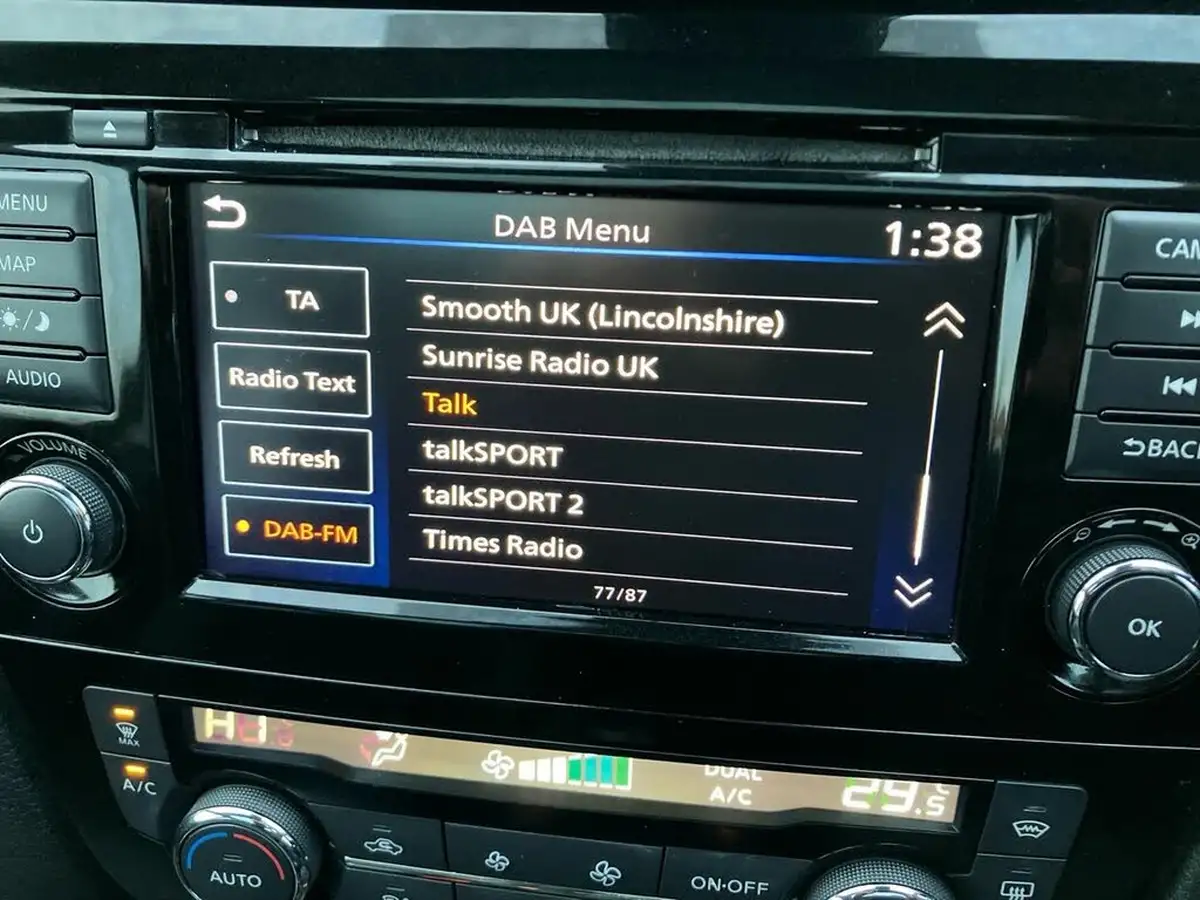 MENU
MAP
AUDIO
VOLUME
DAB Menu
1:38
TA
Radio Text
Refresh
DAB-FM
Smooth UK (Lincolnshire)
Sunrise Radio UK
Talk
talkSPORT
talkSPORT 2
Times Radio
77/87
CAM
BACK
OK
MAX
A/C
HI
DUAL
A/C
29.5
AUTO
ON·OFF